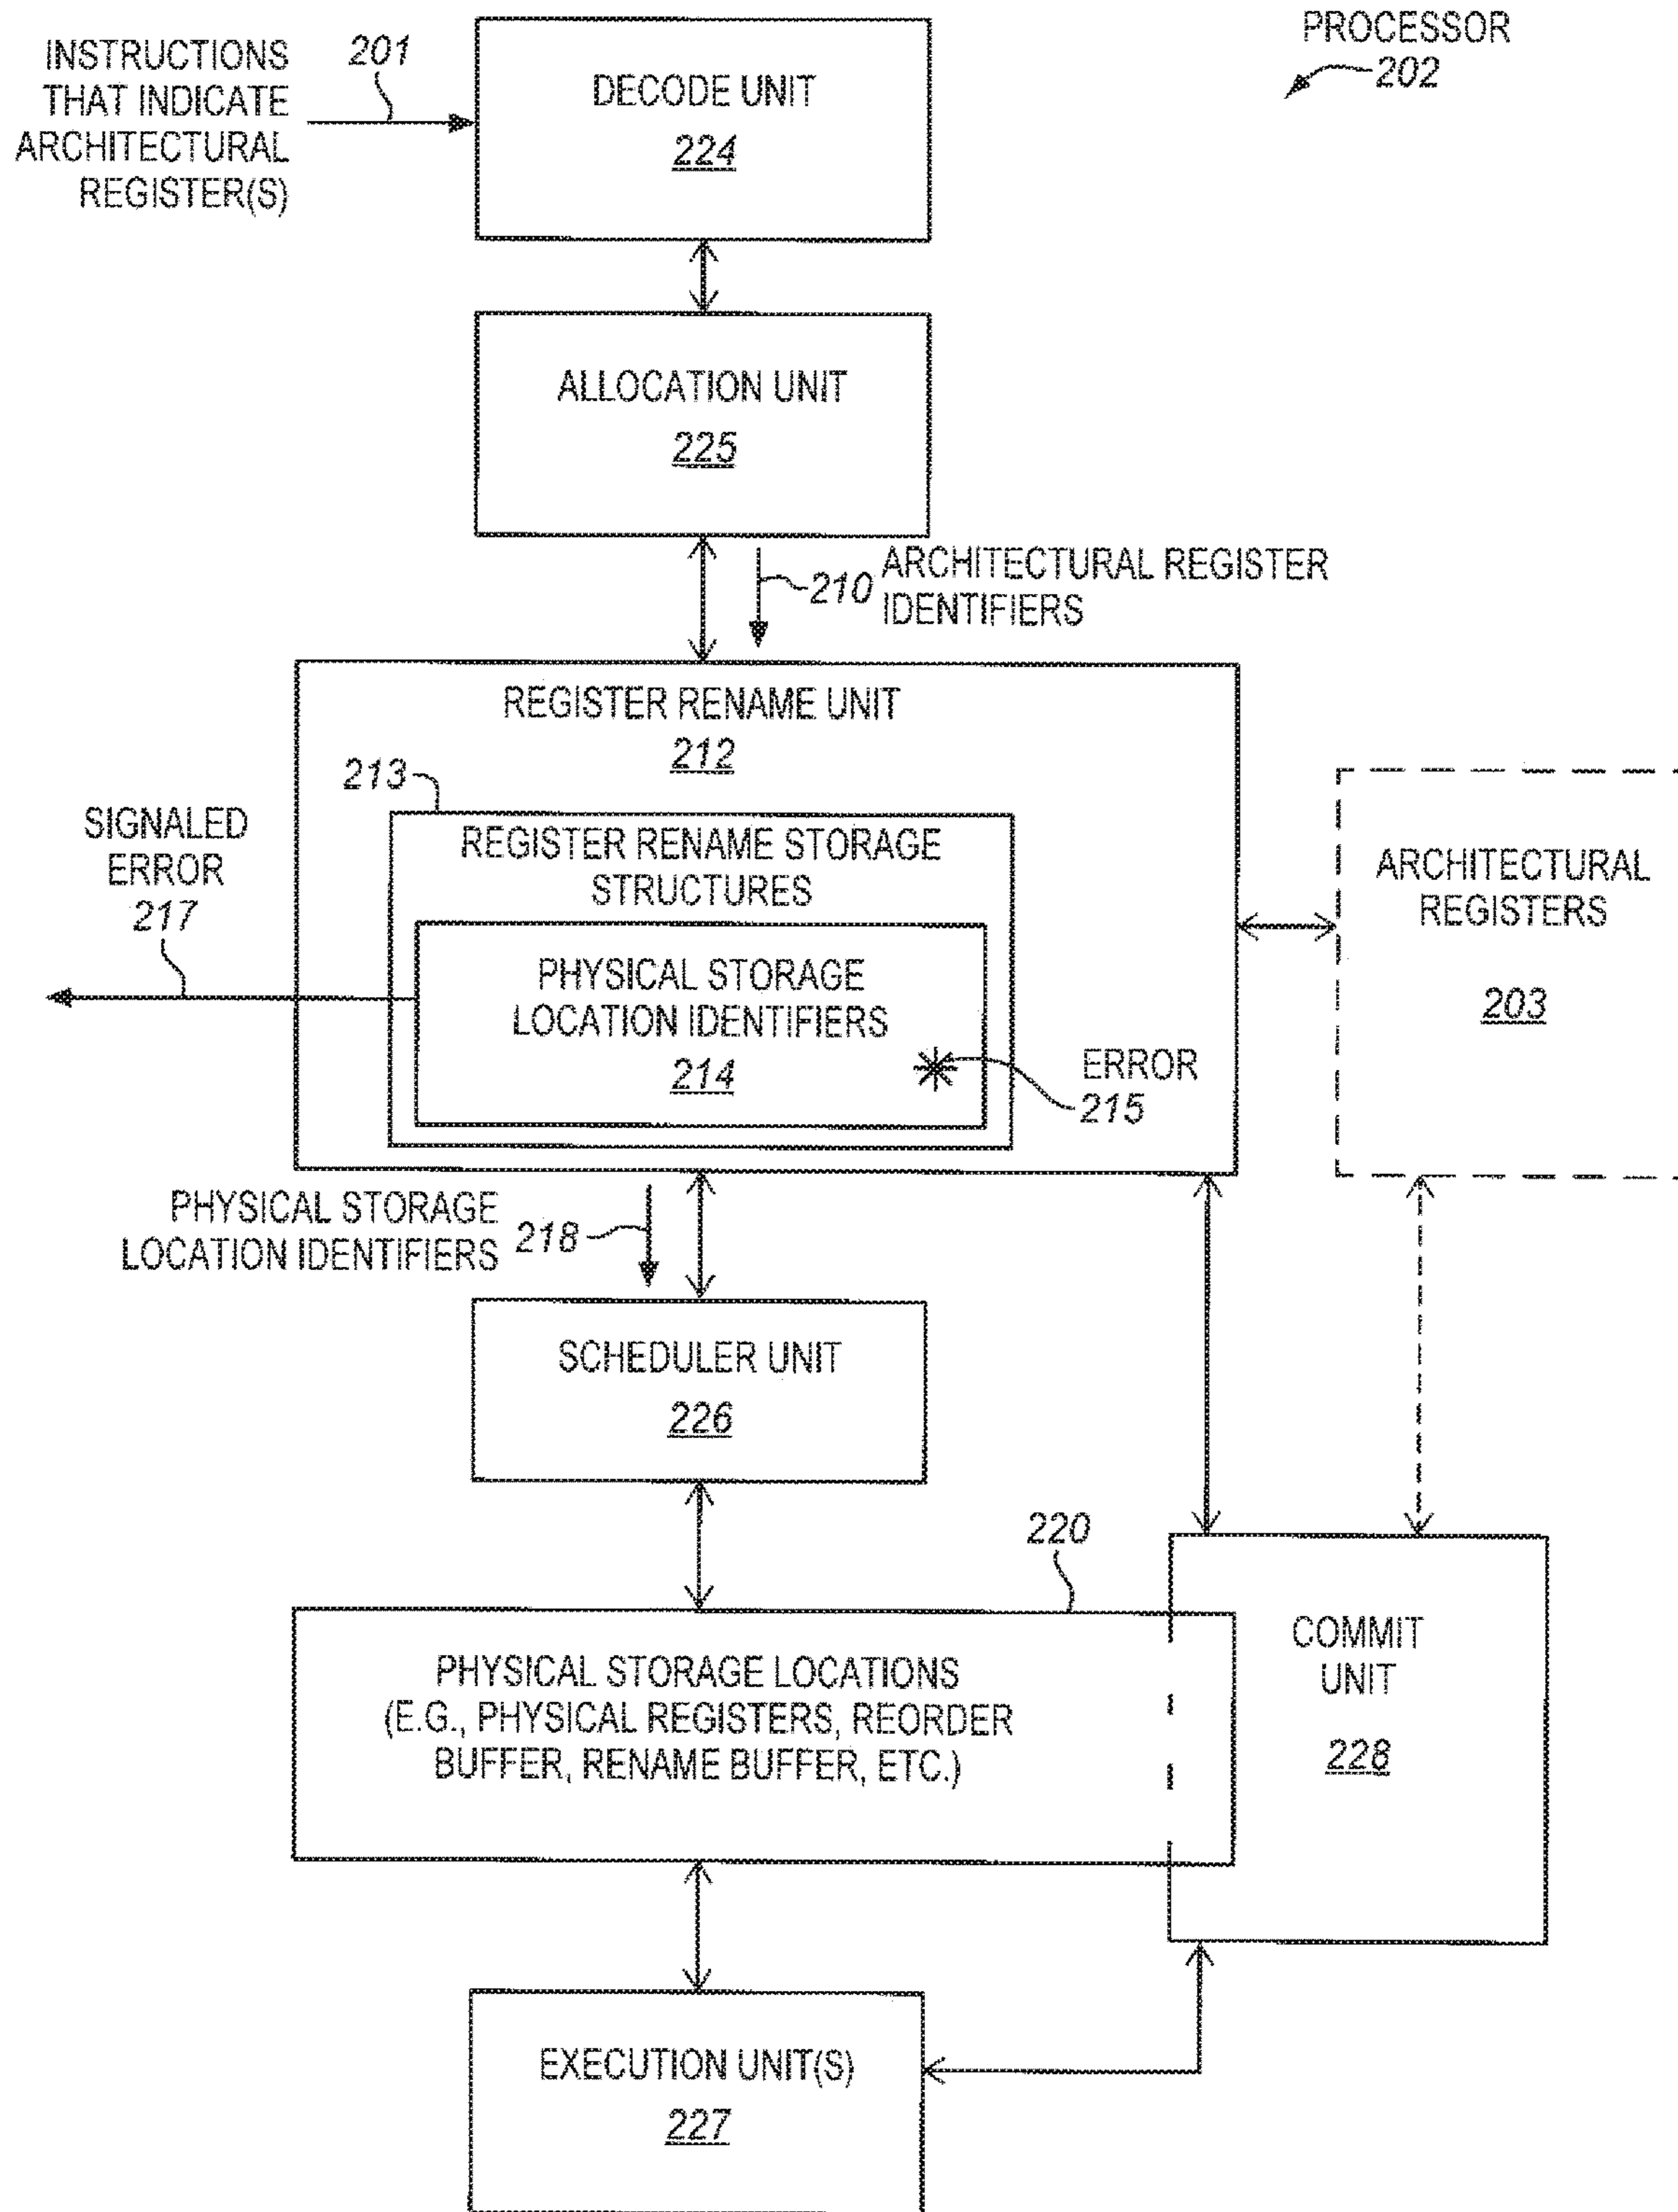 PROCESSOR
202
INSTRUCTIONS
THAT INDICATE
ARCHITECTURAL
REGISTER(S)
201
DECODE UNIT
224
ALLOCATION UNIT
225
210
ARCHITECTURAL REGISTER
IDENTIFIERS
REGISTER RENAME UNIT
212
213
REGISTER RENAME STORAGE
STRUCTURES
SIGNALED
ERROR
217
PHYSICAL STORAGE
LOCATION IDENTIFIERS
214
ERROR
215
ARCHITECTURAL
REGISTERS
203
PHYSICAL STORAGE
LOCATION IDENTIFIERS
218
SCHEDULER UNIT
226
220
PHYSICAL STORAGE LOCATIONS
(E.G., PHYSICAL REGISTERS, REORDER
BUFFER, RENAME BUFFER, ETC.)
COMMIT
UNIT
228
EXECUTION UNIT(S)
227